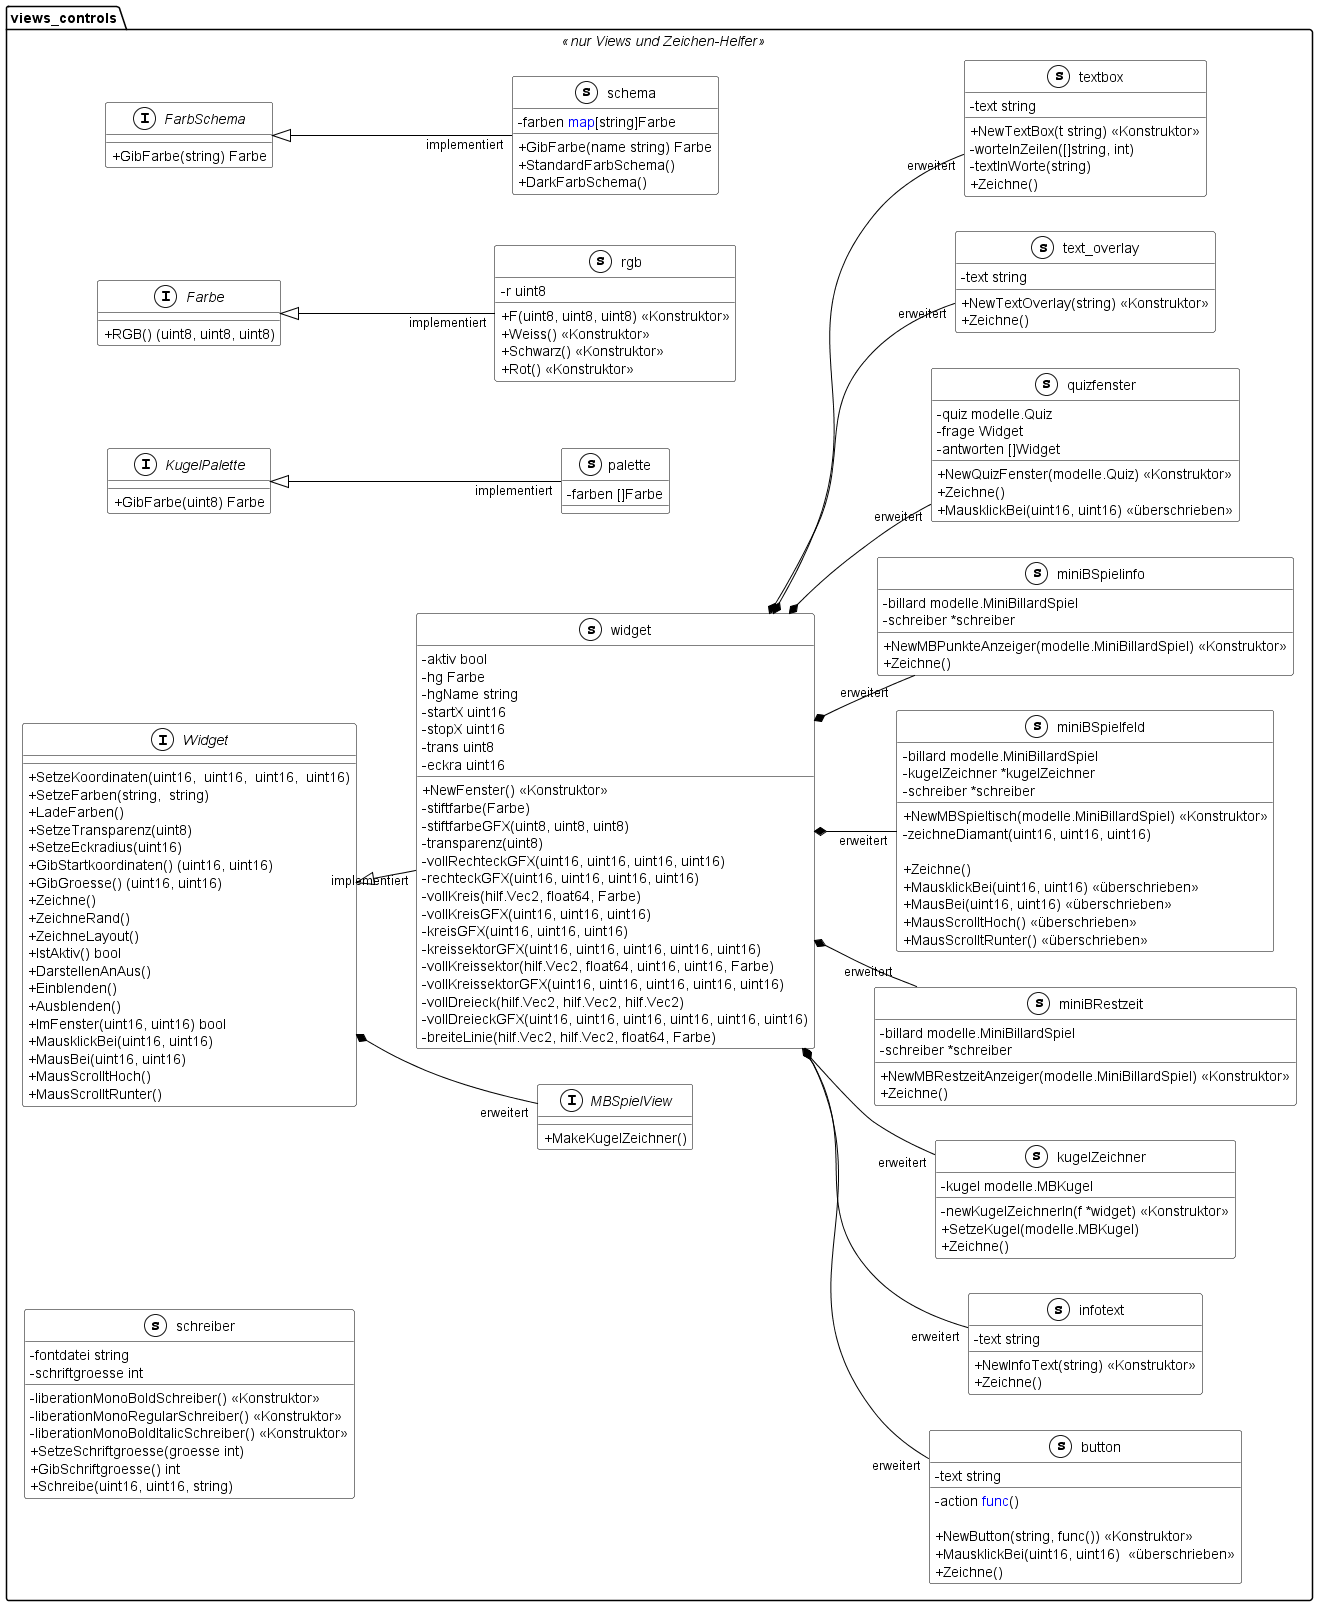 views_controls
«nur Views und Zeichen-Helfer»
I FarbSchema
+GibFarbe(string) Farbe
implementiert
S schema
-farben map[string]Farbe
+GibFarbe(name string) Farbe
+StandardFarbSchema()
+DarkFarbSchema()
I Farbe
+RGB() (uint8, uint8, uint8)
implementiert
S rgb
-r uint8
+F(uint8, uint8, uint8) «Konstruktor»
+Weiss() «Konstruktor»
+Schwarz() «Konstruktor»
+Rot() «Konstruktor»
I KugelPalette
+GibFarbe(uint8) Farbe
implementiert
S palette
-farben []Farbe
I Widget
+SetzeKoordinaten(uint16, uint16, uint16, uint16)
+SetzeFarben(string, string)
+LadeFarben()
+SetzeTransparenz(uint8)
+SetzeEckradius(uint16)
+GibStartkoordinaten() (uint16, uint16)
+GibGroesse() (uint16, uint16)
+Zeichne()
+ZeichneRand()
+ZeichneLayout()
+IstAktiv() bool
+DarstellenAnAus()
+Einblenden()
+Ausblenden()
+ImFenster(uint16, uint16) bool
+MausklickBei(uint16, uint16)
+MausBei(uint16, uint16)
+MausScrolltHoch()
+MausScrolltRunter()
implementiert
S widget
-aktiv bool
-hg Farbe
-hgName string
-startX uint16
-stopX uint16
-trans uint8
-eckra uint16
+NewFenster() «Konstruktor»
-stiftfarbe(Farbe)
-stiftfarbeGFX(uint8, uint8, uint8)
-transparenz(uint8)
-vollRechteckGFX(uint16, uint16, uint16, uint16)
-rechteckGFX(uint16, uint16, uint16, uint16)
-vollKreis(hilf.Vec2, float64, Farbe)
-vollKreisGFX(uint16, uint16, uint16)
-kreisGFX(uint16, uint16, uint16)
-kreissektorGFX(uint16, uint16, uint16, uint16, uint16)
-vollKreissektor(hilf.Vec2, float64, uint16, uint16, Farbe)
-vollKreissektorGFX(uint16, uint16, uint16, uint16, uint16)
-vollDreieck(hilf.Vec2, hilf.Vec2, hilf.Vec2)
-vollDreieckGFX(uint16, uint16, uint16, uint16, uint16, uint16)
-breiteLinie(hilf.Vec2, hilf.Vec2, float64, Farbe)
erweitert
I MBSpielView
+MakeKugelZeichner()
S schreiber
-fontdatei string
-schriftgroesse int
-liberationMonoBoldSchreiber() «Konstruktor»
-liberationMonoRegularSchreiber() «Konstruktor»
-liberationMonoBoldItalicSchreiber() «Konstruktor»
+SetzeSchriftgroesse(groesse int)
+GibSchriftgroesse() int
+Schreibe(uint16, uint16, string)
erweitert
S textbox
-text string
+NewTextBox(t string) «Konstruktor»
-worteInZeilen([]string, int)
-textInWorte(string)
+Zeichne()
erweitert
S text_overlay
-text string
+NewTextOverlay(string) «Konstruktor»
+Zeichne()
erweitert
S quizfenster
-quiz modelle.Quiz
-frage Widget
-antworten []Widget
+NewQuizFenster(modelle.Quiz) «Konstruktor»
+Zeichne()
+MausklickBei(uint16, uint16) «überschrieben»
erweitert
S miniBSpielinfo
-billard modelle.MiniBillardSpiel
-schreiber *schreiber
+NewMBPunkteAnzeiger(modelle.MiniBillardSpiel) «Konstruktor»
+Zeichne()
erweitert
S miniBSpielfeld
-billard modelle.MiniBillardSpiel
-kugelZeichner *kugelZeichner
-schreiber *schreiber
+NewMBSpieltisch(modelle.MiniBillardSpiel) «Konstruktor»
-zeichneDiamant(uint16, uint16, uint16)
+Zeichne()
+MausklickBei(uint16, uint16) «überschrieben»
+MausBei(uint16, uint16) «überschrieben»
+MausScrolltHoch() «überschrieben»
+MausScrolltRunter() «überschrieben»
erweitert
S miniBRestzeit
-billard modelle.MiniBillardSpiel
-schreiber *schreiber
+NewMBRestzeitAnzeiger(modelle.MiniBillardSpiel) «Konstruktor»
+Zeichne()
erweitert
S kugelZeichner
-kugel modelle.MBKugel
-newKugelZeichnerIn(f *widget) «Konstruktor»
+SetzeKugel(modelle.MBKugel)
+Zeichne()
erweitert
S infotext
-text string
+NewInfoText(string) «Konstruktor»
+Zeichne()
erweitert
S button
-text string
-action func()
+NewButton(string, func()) «Konstruktor»
+MausklickBei(uint16, uint16) «überschrieben»
+Zeichne()